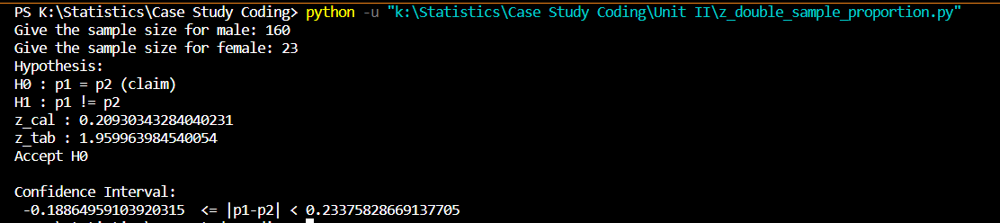 PS K:\Statistics\Case Study Coding> python -u "k:\Statistics\Case Study Coding\Unit II\z_double_sample_proportion.py"
Give the sample size for male: 160
Give the sample size for female: 23
Hypothesis:
H0 : p1 = p2 (claim)
H1 : p1 != p2
z_cal : 0.20930343284040231
z_tab : 1.959963984540054
Accept H0
Confidence Interval:
-0.18864959103920315 <= |p1-p2| < 0.23375828669137705